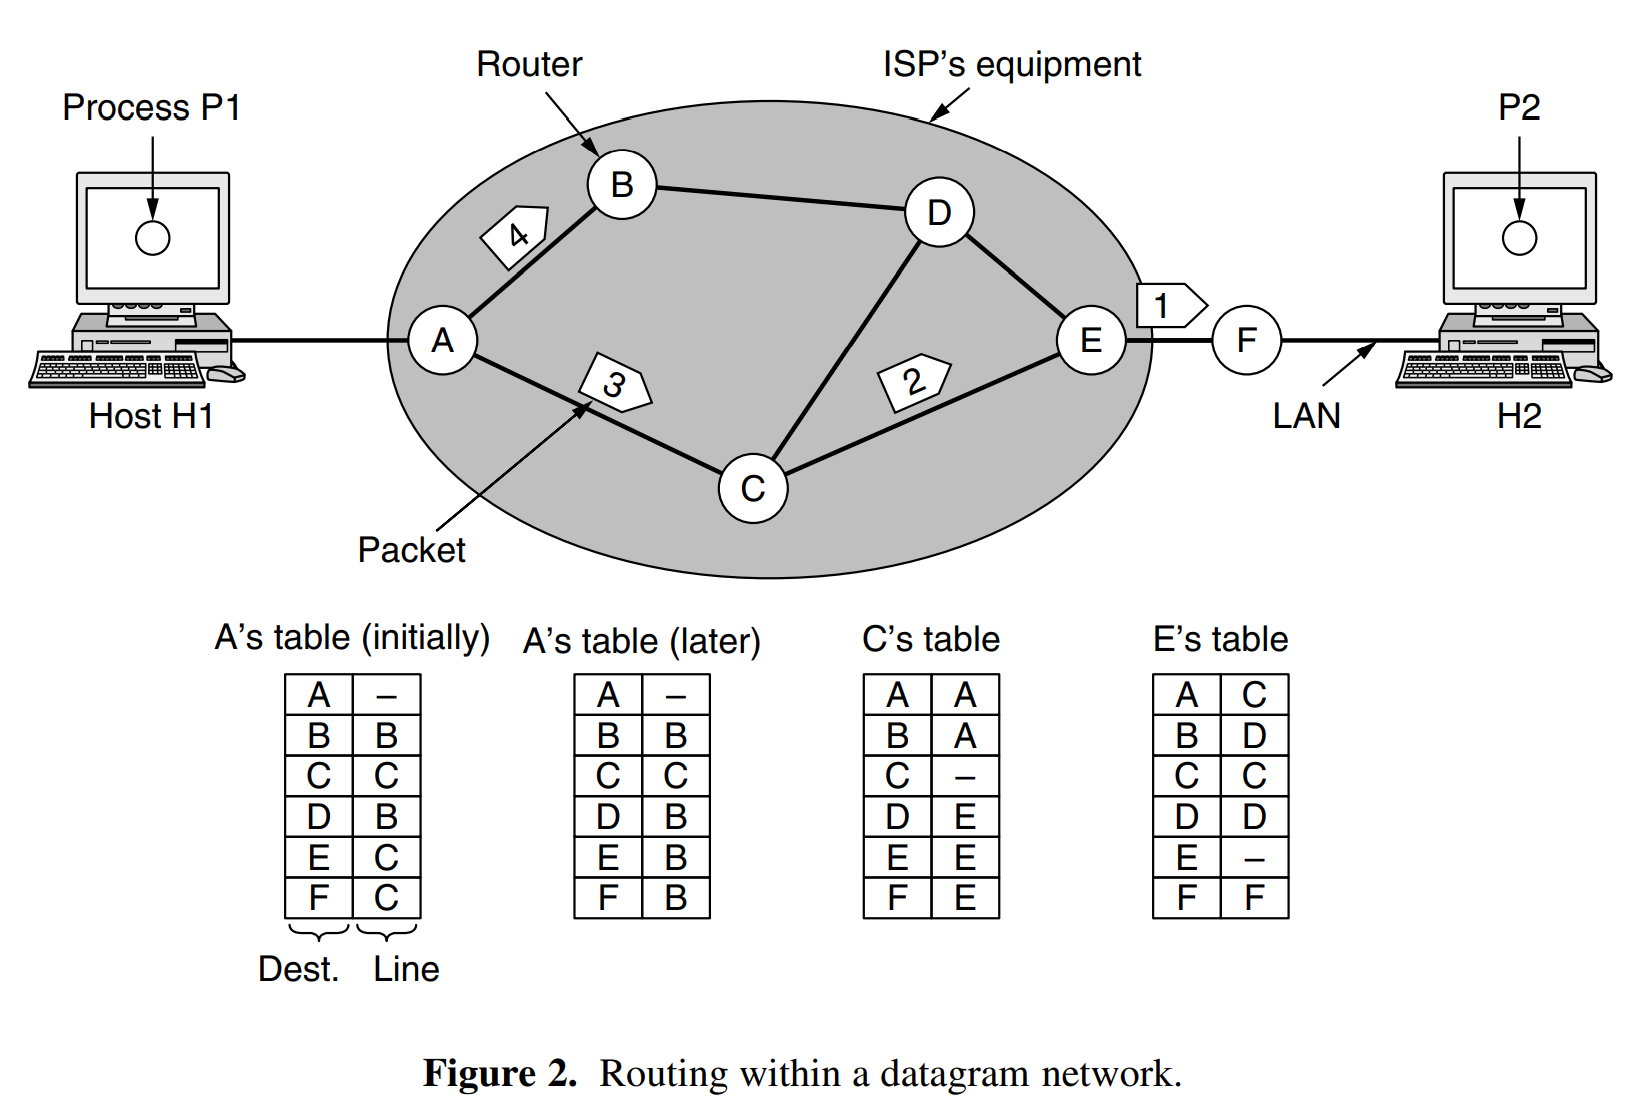 Router
ISP's equipment
Process P1
P2
B
D
4
A
1
E
F
3
2
C
LAN
Host H1
H2
Packet
A's table (initially)
A –
B B
C C
D B
E C
F C
Dest. Line
A's table (later)
A –
B B
C C
D B
E B
F B
C's table
A A
B A
C –
D E
E E
F E
E's table
A C
B D
C C
D D
E –
F F
Figure 2. Routing within a datagram network.